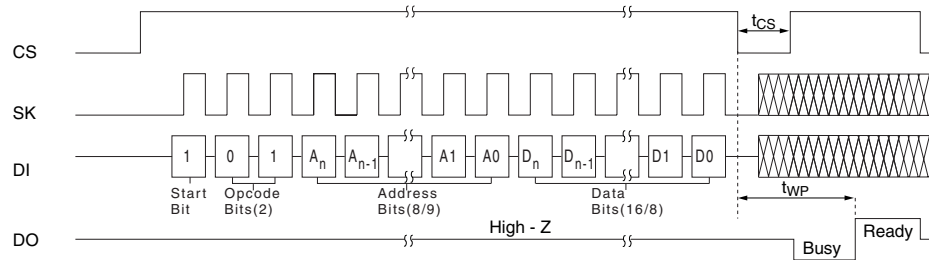 CS
tCS
SK
DI
1 0 1 An An-1 A1 A0 Dn Dn-1 D1 D0
Start Bit
Opcode Bits(2)
Address Bits(8/9)
Data Bits(16/8)
tWP
DO
High - Z
Busy
Ready